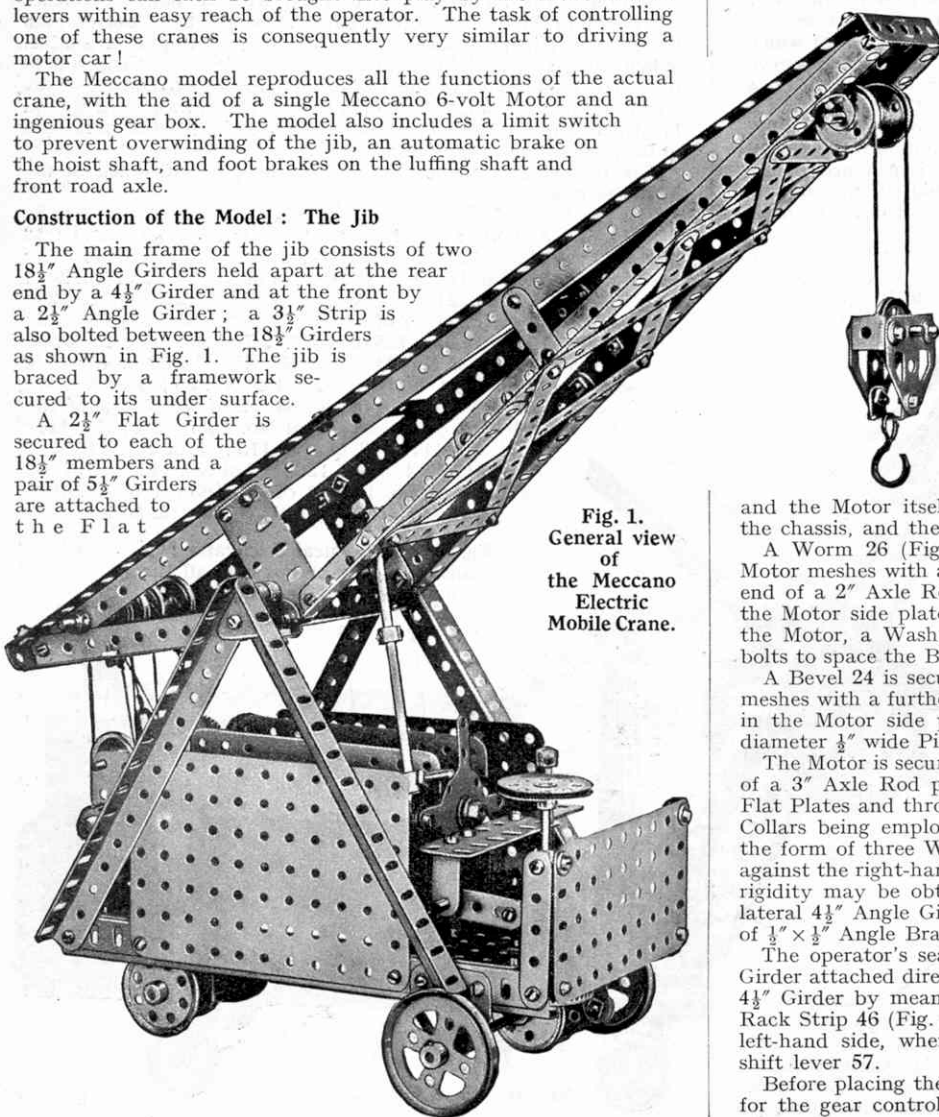 levers within easy reach of the operator. The task of controlling
one of these cranes is consequently very similar to driving a
motor car !
The Meccano model reproduces all the functions of the actual
crane, with the aid of a single Meccano 6-volt Motor and an
ingenious gear box. The model also includes a limit switch
to prevent overwinding of the jib, an automatic brake on
the hoist shaft, and foot brakes on the luffing shaft and
front road axle.
Construction of the Model : The Jib
The main frame of the jib consists of two
18½″ Angle Girders held apart at the rear
end by a 4½″ Girder and at the front by
a 2½″ Angle Girder ; a 3½″ Strip is
also bolted between the 18½″ Girders
as shown in Fig. 1. The jib is
braced by a framework se-
cured to its under surface.
A 2½″ Flat Girder is
secured to each of the
18½″ members and a
pair of 5½″ Girders
are attached to
the Flat
Fig. 1.
General view
of
the Meccano
Electric
Mobile Crane.
and the Motor itsel
the chassis, and the
A Worm 26 (Fig
Motor meshes with a
end of a 2″ Axle Ro
the Motor side plate
the Motor, a Wash
bolts to space the B
A Bevel 24 is secu
meshes with a furthe
in the Motor side
diameter ½″ wide Pi
The Motor is secur
of a 3″ Axle Rod p
Flat Plates and thro
Collars being emplo
the form of three W
against the right-han
rigidity may be obt
lateral 4½″ Angle Gi
of ½″ × ½″ Angle Bra
The operator's sea
Girder attached dire
4½″ Girder by mean
Rack Strip 46 (Fig.
left-hand side, whe
shift lever 57.
Before placing the
for the gear control